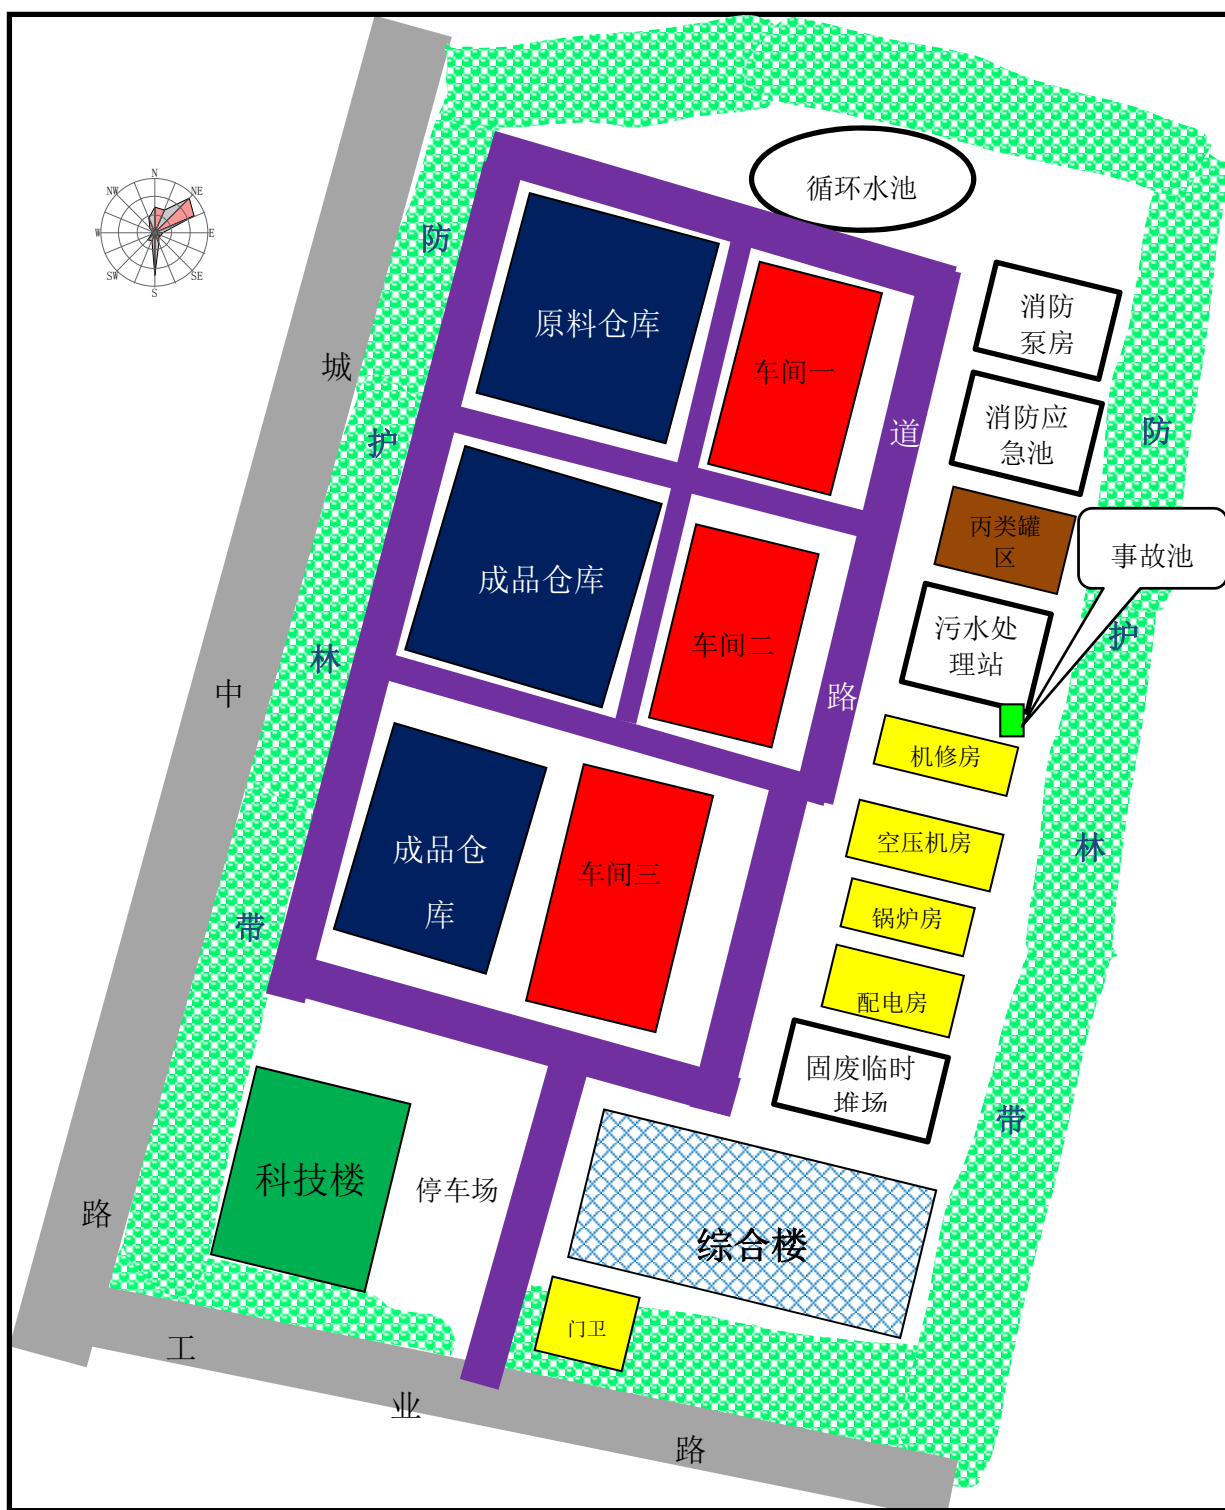 N
NW
NE
W
E
SW
SE
S
循环水池
消防
泵房
原料仓库
车间一
消防应
急池
道
丙类罐
区
事故池
成品仓库
车间二
污水处
理站
路
机修房
成品仓
库
车间三
空压机房
锅炉房
配电房
固废临时
堆场
科技楼
停车场
综合楼
门卫
防
护
林
带
防
护
林
带
城
中
路
工
业
路